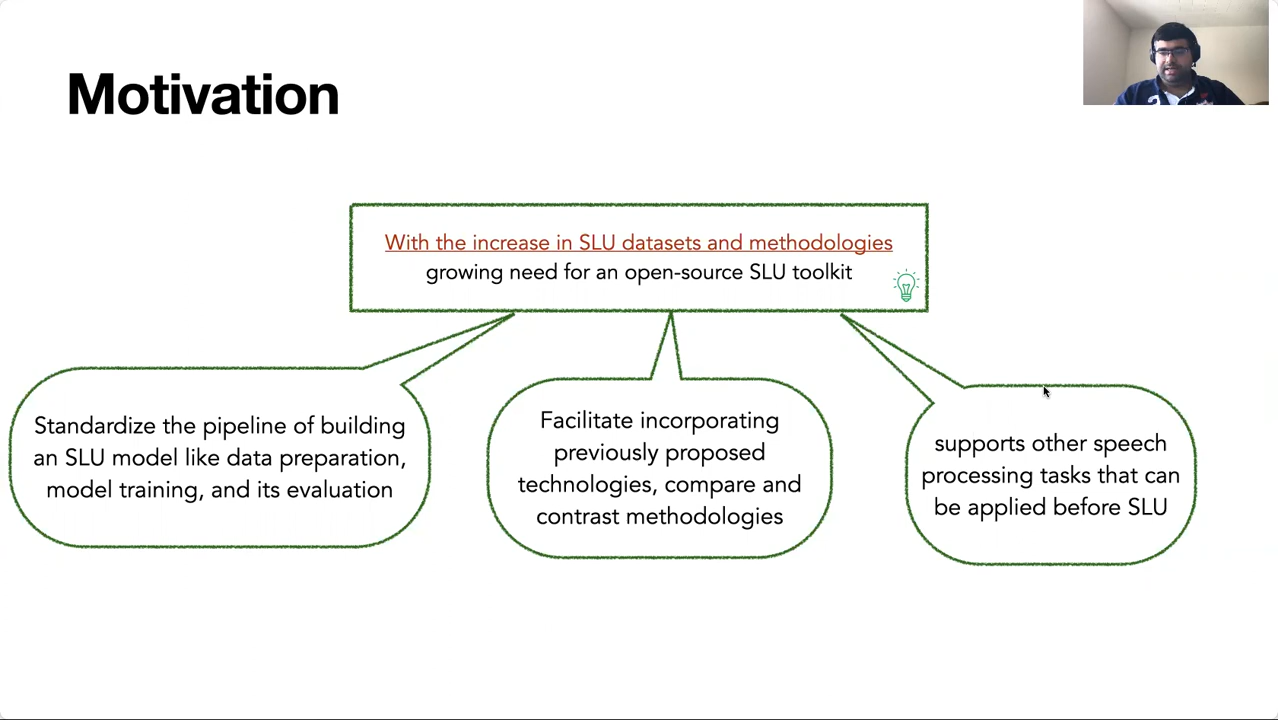 Motivation
With the increase in SLU datasets and methodologies
growing need for an open-source SLU toolkit
Standardize the pipeline of building
an SLU model like data preparation,
model training, and its evaluation
Facilitate incorporating
previously proposed
technologies, compare and
contrast methodologies
supports other speech
processing tasks that can
be applied before SLU